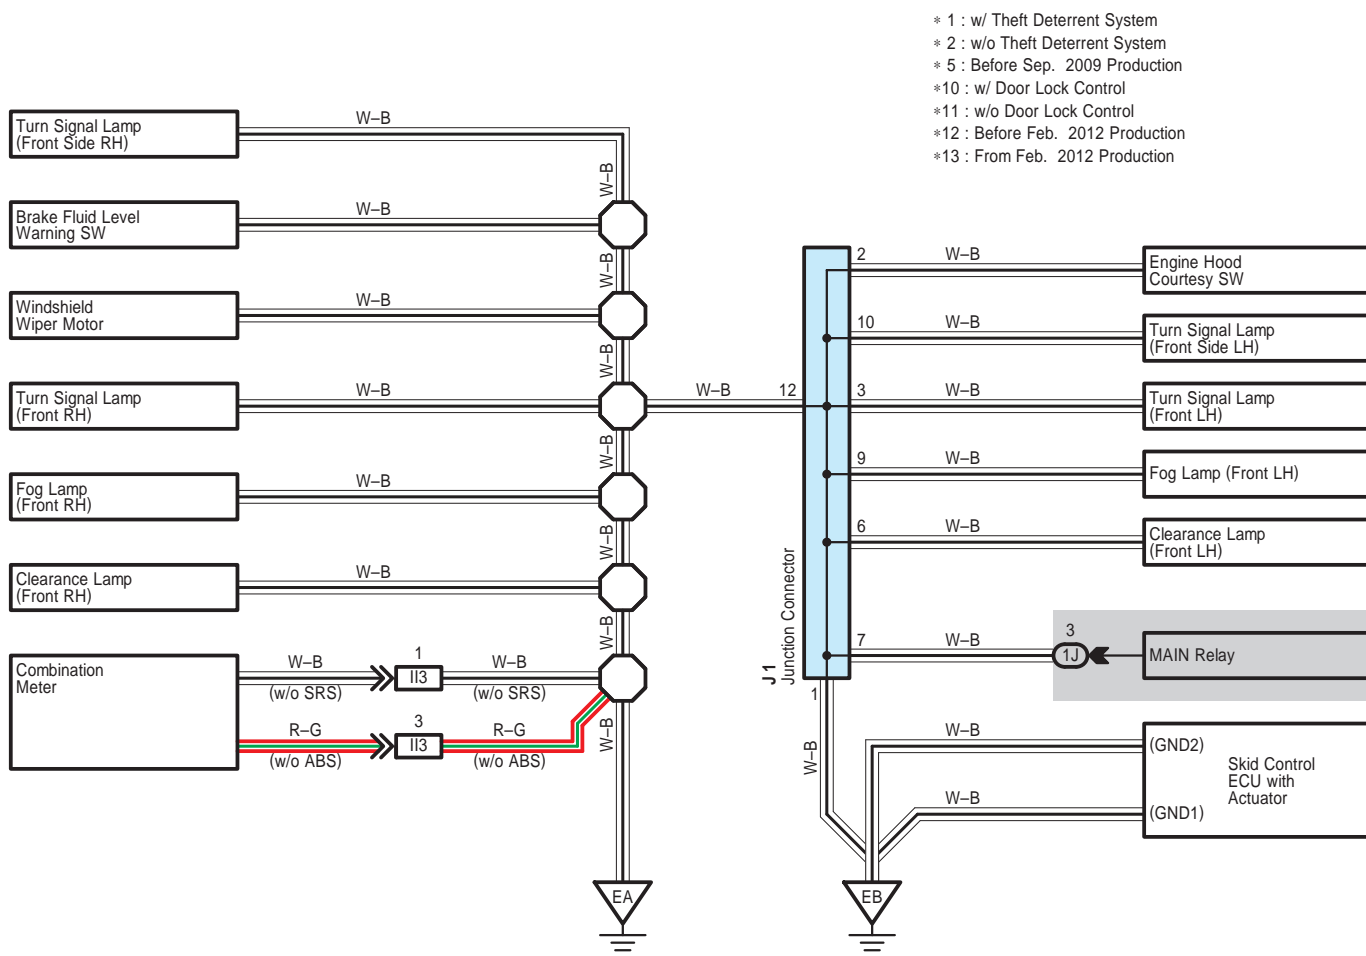 * 1 : w/ Theft Deterrent System
* 2 : w/o Theft Deterrent System
* 5 : Before Sep. 2009 Production
*10 : w/ Door Lock Control
*11 : w/o Door Lock Control
*12 : Before Feb. 2012 Production
*13 : From Feb. 2012 Production
Turn Signal Lamp
(Front Side RH)
W–B
W–B
Brake Fluid Level
Warning SW
W–B
W–B
Windshield
Wiper Motor
W–B
W–B
Turn Signal Lamp
(Front RH)
W–B
W–B
Fog Lamp
(Front RH)
W–B
W–B
Clearance Lamp
(Front RH)
W–B
W–B
Combination
Meter
W–B
(w/o SRS)
1
II3
W–B
(w/o SRS)
R–G
(w/o ABS)
3
II3
R–G
(w/o ABS)
W–B
EA
W–B
12
J 1
Junction Connector
2
W–B
Engine Hood
Courtesy SW
10
W–B
Turn Signal Lamp
(Front Side LH)
3
W–B
Turn Signal Lamp
(Front LH)
9
W–B
Fog Lamp (Front LH)
6
W–B
Clearance Lamp
(Front LH)
7
W–B
3
1J
MAIN Relay
1
W–B
W–B
(GND2)
W–B
(GND1)
Skid Control
ECU with
Actuator
EB